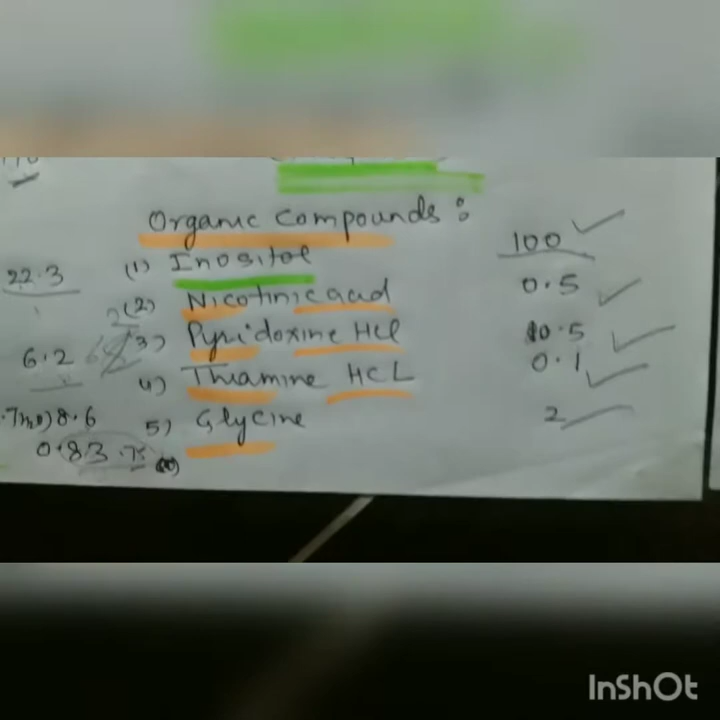 Organic Compounds :
(1) Inositol 100
22.3
(2) Nicotinic acid 0.5
3) Pyridoxine HCl 0.5
6.2
4) Thiamine HCL 0.1
5) Glycine 2
8.6
0.83
InShOt